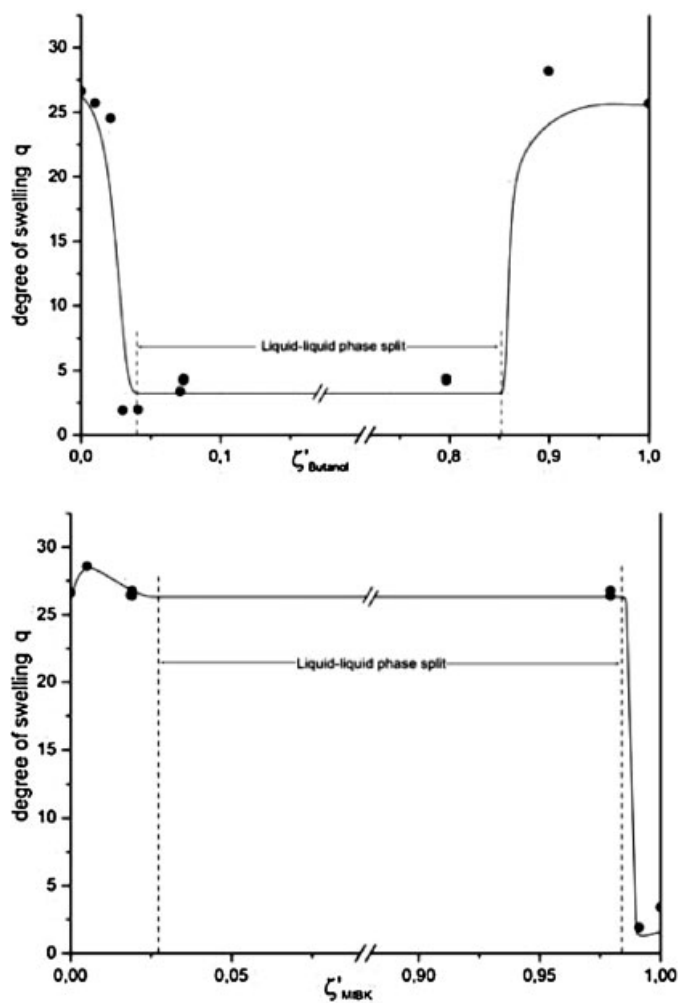 degree of swelling q
30
25
20
15
10
5
0
Liquid-liquid phase split
0,0 0,1 0,8 0,9 1,0
ζ'Butanol
degree of swelling q
30
25
20
15
10
5
0
Liquid-liquid phase split
0,00 0,05 0,90 0,95 1,00
ζ'MIBK